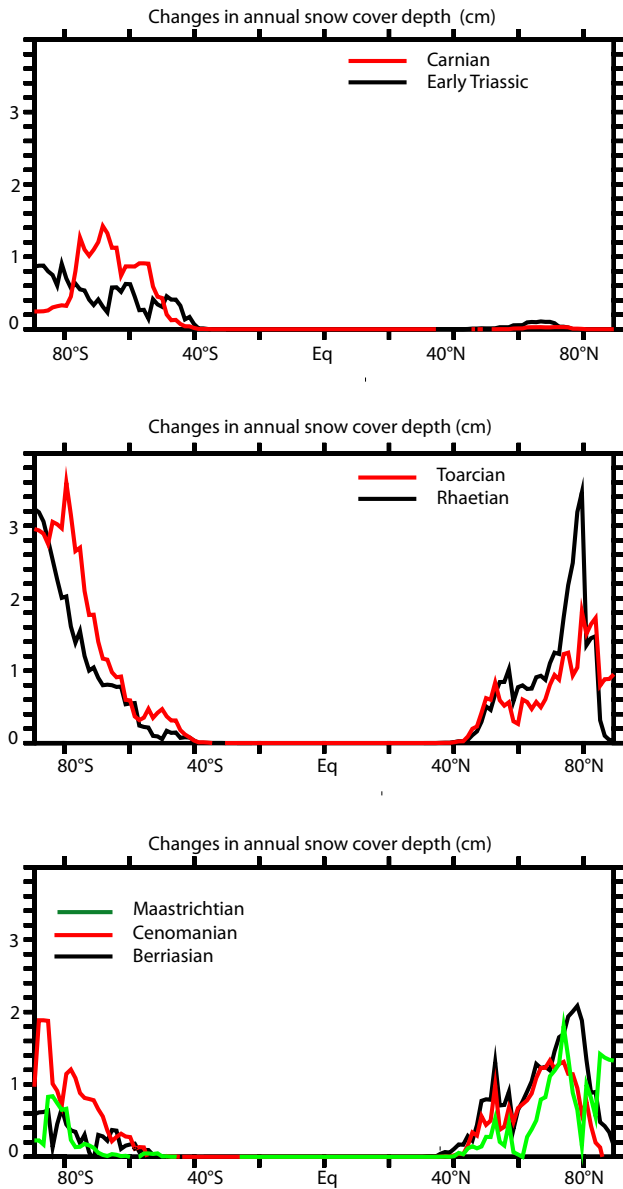 Changes in annual snow cover depth (cm)
Carnian
Early Triassic
3
2
1
0
80°S 40°S Eq 40°N 80°N
Changes in annual snow cover depth (cm)
Toarcian
Rhaetian
3
2
1
0
80°S 40°S Eq 40°N 80°N
Changes in annual snow cover depth (cm)
Maastrichtian
Cenomanian
Berriasian
3
2
1
0
80°S 40°S Eq 40°N 80°N